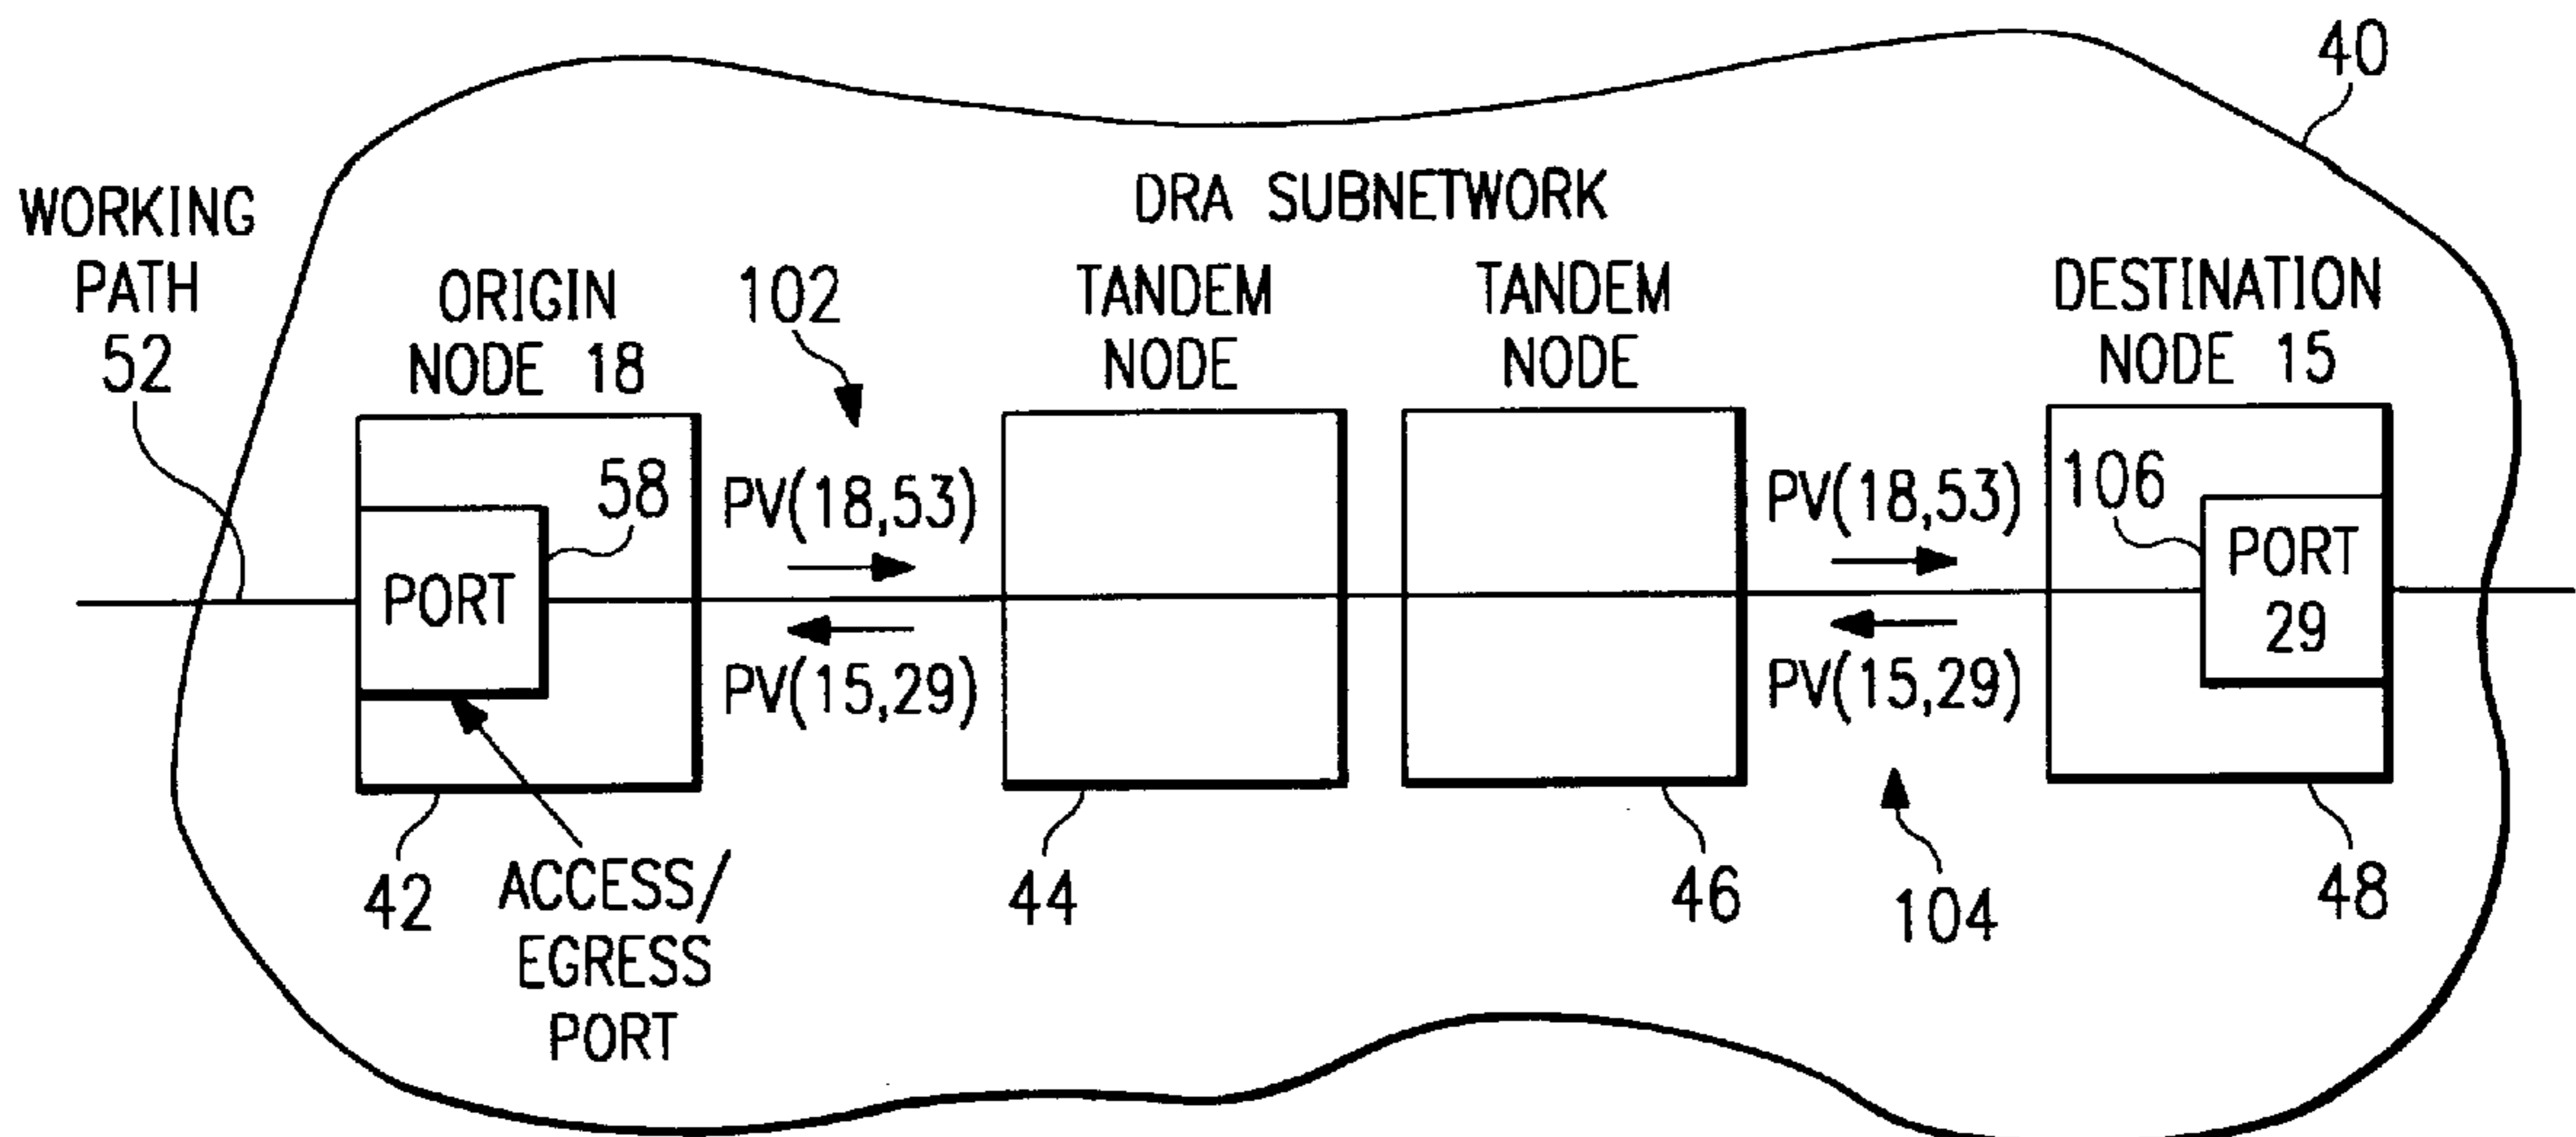 40
DRA SUBNETWORK
WORKING
PATH
52
ORIGIN
NODE 18
102
TANDEM
NODE
TANDEM
NODE
DESTINATION
NODE 15
58
PORT
PV(18,53)
PV(15,29)
PV(18,53)
PV(15,29)
106
PORT
29
42
ACCESS/
EGRESS
PORT
44
46
104
48